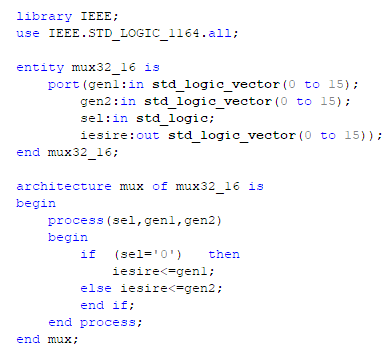 library IEEE;
use IEEE.STD_LOGIC_1164.all;
entity mux32_16 is
port(gen1:in std_logic_vector(0 to 15);
gen2:in std_logic_vector(0 to 15);
sel:in std_logic;
iesire:out std_logic_vector(0 to 15));
end mux32_16;
architecture mux of mux32_16 is
begin
process(sel,gen1,gen2)
begin
if (sel='0') then
iesire<=gen1;
else iesire<=gen2;
end if;
end process;
end mux;